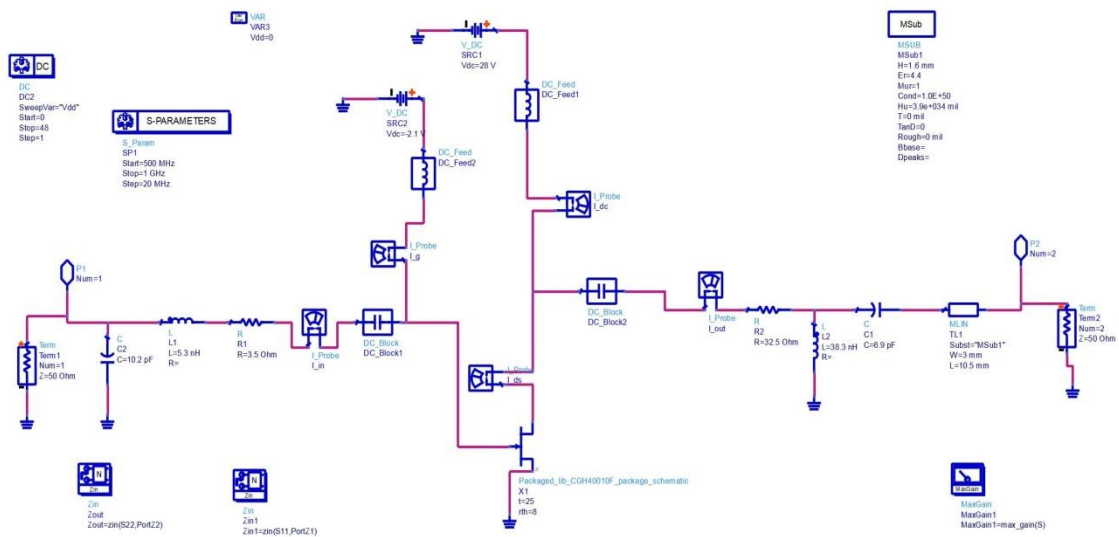 VAR
VAR3
Vdd=0
DC
DC
DC2
SweepVar="Vdd"
Start=0
Stop=48
Step=1
S-PARAMETERS
S_Param
SP1
Start=500 MHz
Stop=1 GHz
Step=20 MHz
V_DC
SRC1
Vdc=28 V
V_DC
SRC2
Vdc=-2.1 V
DC_Feed
DC_Feed1
DC_Feed
DC_Feed2
MSub
MSUB
MSub1
H=1.6 mm
Er=4.4
Mur=1
Cond=1.0E+50
Hu=3.9e+034 mil
T=0 mil
TanD=0
Rough=0 mil
Bbase=
Dpeaks=
I_Probe
I_dc
I_Probe
I_g
P1
Num=1
Term
Term1
Num=1
Z=50 Ohm
C
C2
C=10.2 pF
L
L1
L=5.3 nH
R=
R
R1
R=3.5 Ohm
I_Probe
I_in
DC_Block
DC_Block1
I_Probe
I_ds
DC_Block
DC_Block2
I_Probe
I_out
R
R2
R=32.5 Ohm
L
L2
L=38.3 nH
R=
C
C1
C=6.9 pF
MLIN
TL1
Subst="MSub1"
W=3 mm
L=10.5 mm
P2
Num=2
Term
Term2
Num=2
Z=50 Ohm
Packaged_lib_CGH40010F_package_schematic
X1
t=25
rth=8
N
Zin
Zout
Zout=zin(S22,PortZ2)
N
Zin
Zin1
Zin1=zin(S11,PortZ1)
MaxGain
MaxGain
MaxGain1
MaxGain1=max_gain(S)